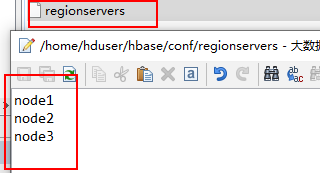 regionservers
/home/hduser/hbase/conf/regionservers - 大数据
node1
node2
node3